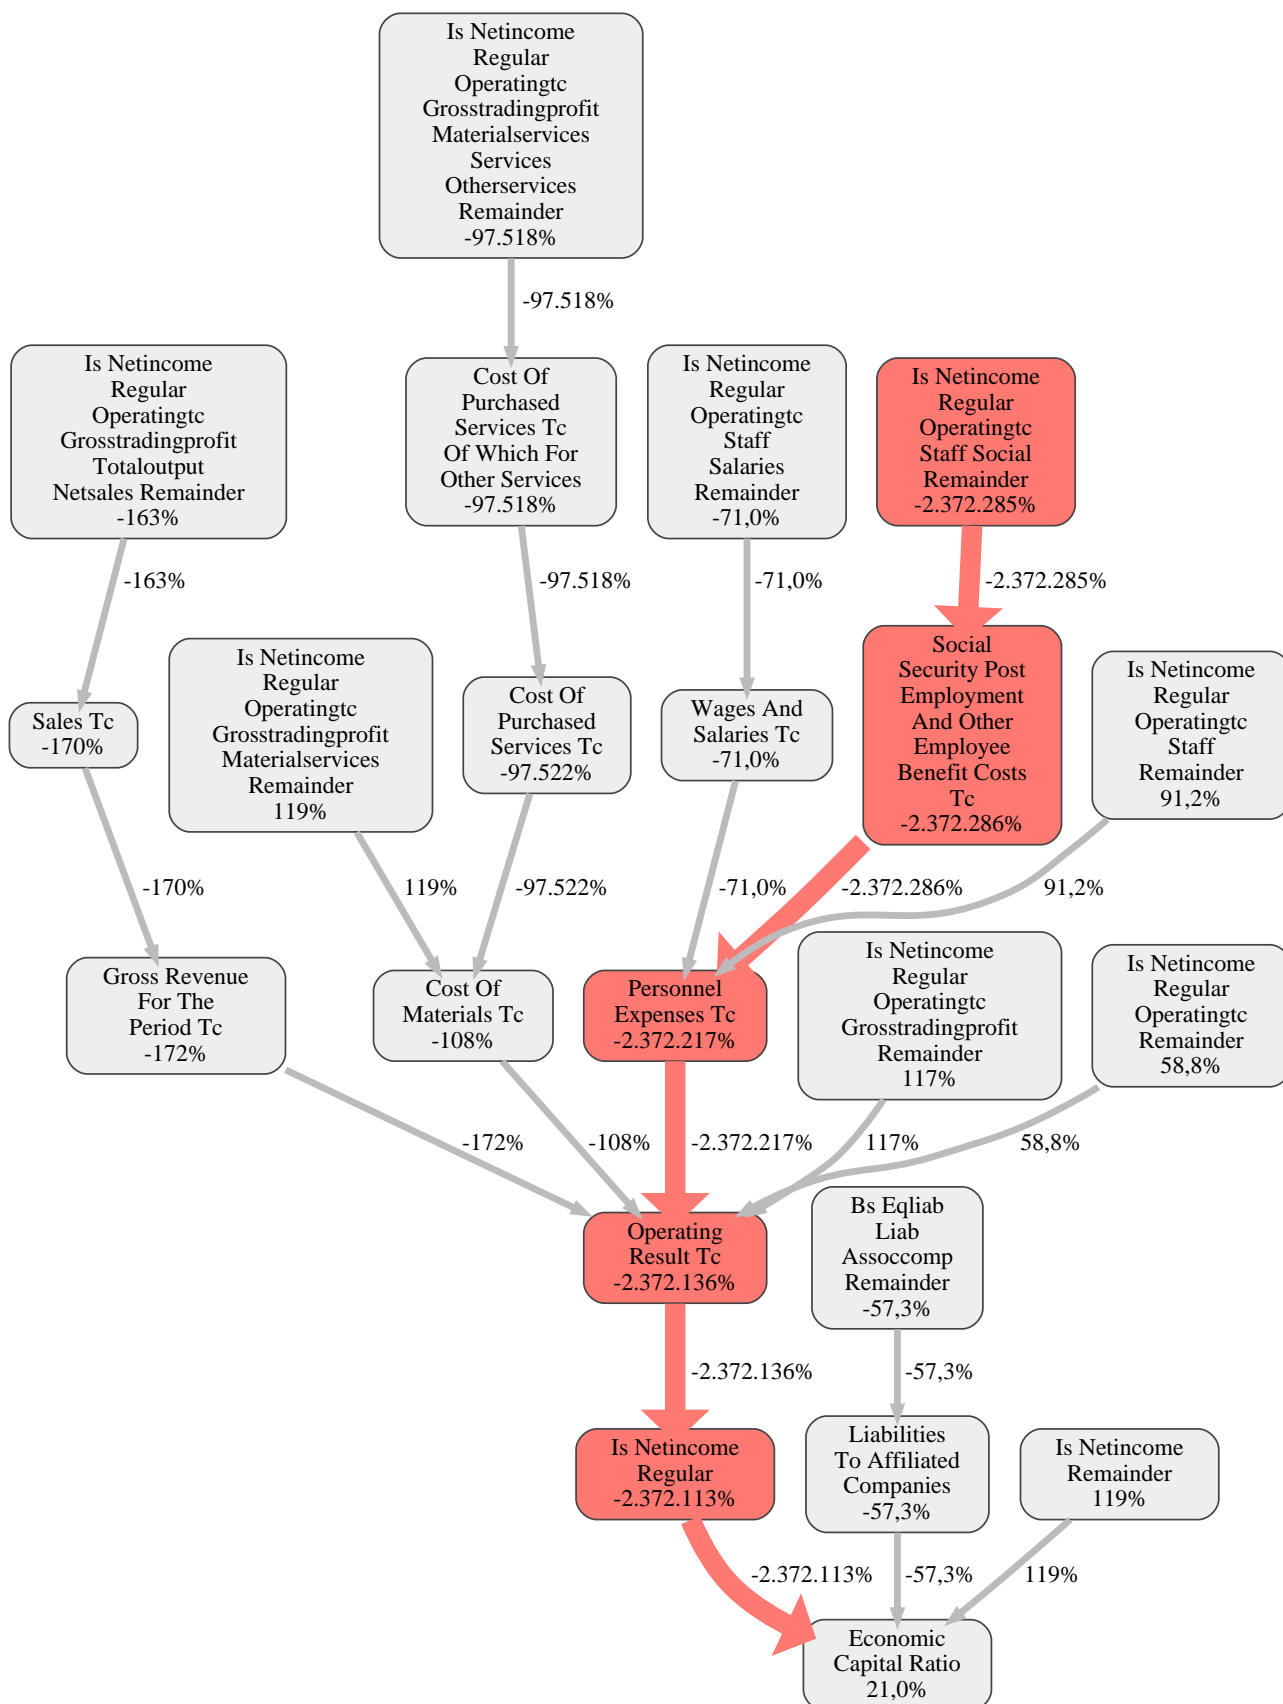 Is Netincome
Regular
Operatingtc
Grosstradingprofit
Materialservices
Services
Otherservices
Remainder
-97.518%
-97.518%
Is Netincome
Regular
Operatingtc
Grosstradingprofit
Totaloutput
Netsales Remainder
-163%
Cost Of
Purchased
Services Tc
Of Which For
Other Services
-97.518%
Is Netincome
Regular
Operatingtc
Staff
Salaries
Remainder
-71,0%
Is Netincome
Regular
Operatingtc
Staff Social
Remainder
-2.372.285%
-163%
-97.518%
-71,0%
-2.372.285%
Sales Tc
-170%
Is Netincome
Regular
Operatingtc
Grosstradingprofit
Materialservices
Remainder
119%
Cost Of
Purchased
Services Tc
-97.522%
Wages And
Salaries Tc
-71,0%
Social
Security Post
Employment
And Other
Employee
Benefit Costs
Tc
-2.372.286%
Is Netincome
Regular
Operatingtc
Staff
Remainder
91,2%
-170%
119%
-97.522%
-71,0%
-2.372.286%
91,2%
Gross Revenue
For The
Period Tc
-172%
Cost Of
Materials Tc
-108%
Personnel
Expenses Tc
-2.372.217%
Is Netincome
Regular
Operatingtc
Grosstradingprofit
Remainder
117%
Is Netincome
Regular
Operatingtc
Remainder
58,8%
-172%
-108%
-2.372.217%
117%
58,8%
Operating
Result Tc
-2.372.136%
Bs Eqliab
Liab
Assoccomp
Remainder
-57,3%
-2.372.136%
-57,3%
Is Netincome
Regular
-2.372.113%
Liabilities
To Affiliated
Companies
-57,3%
Is Netincome
Remainder
119%
-2.372.113%
-57,3%
119%
Economic
Capital Ratio
21,0%